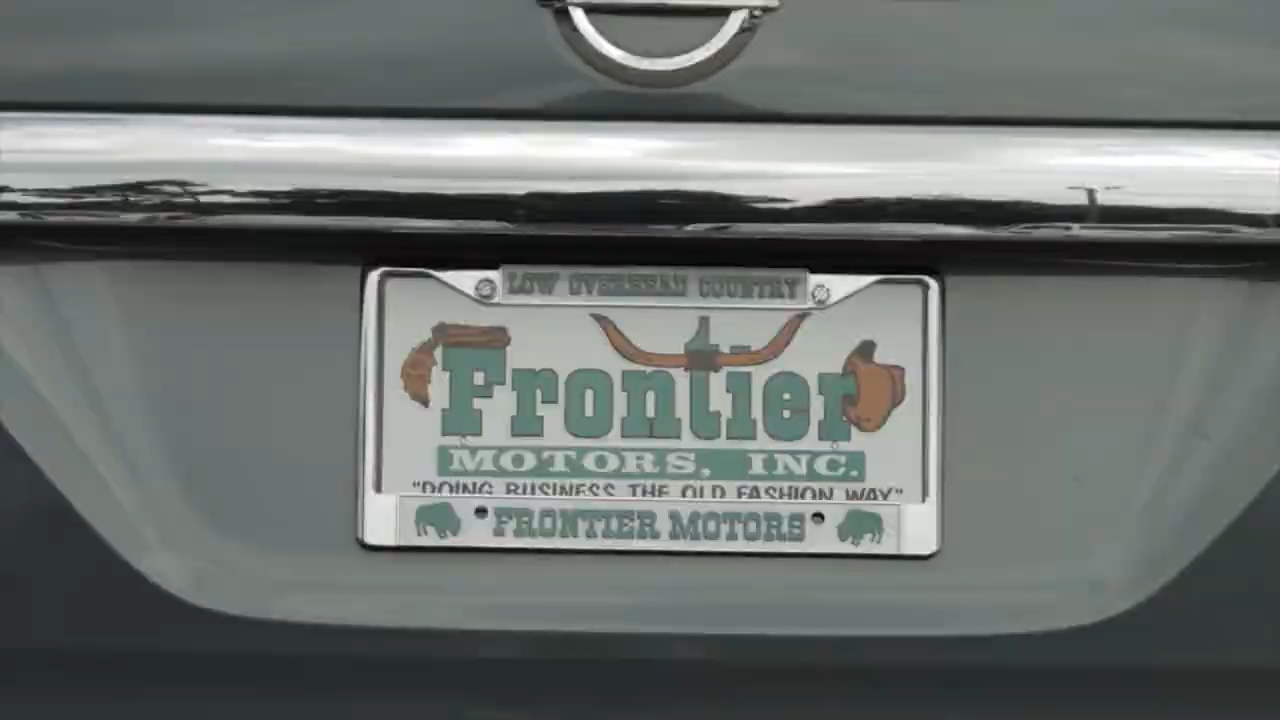 LOW OVERHEAD COUNTRY
Frontier
MOTORS, INC.
"DOING BUSINESS THE OLD FASHION WAY"
FRONTIER MOTORS